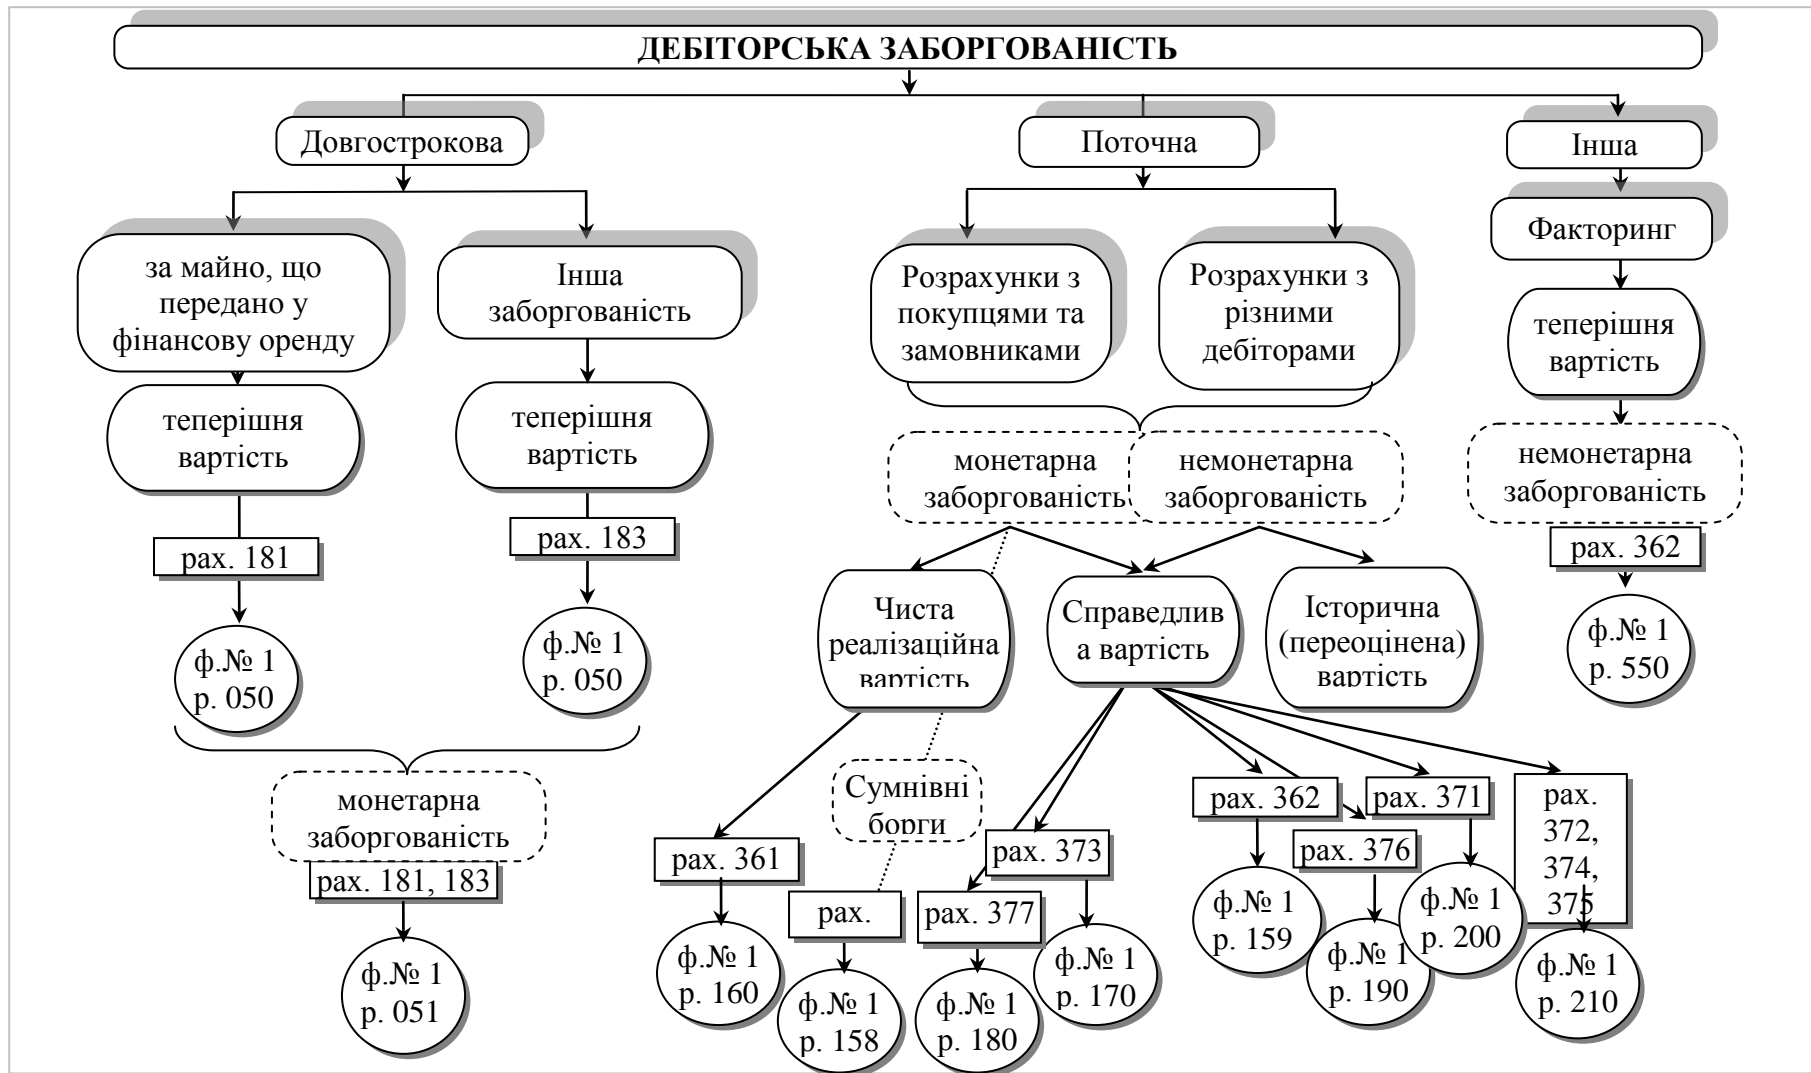 ДЕБІТОРСЬКА ЗАБОРГОВАНІСТЬ
Довгострокова
Поточна
Інша
за майно, що
передано у
фінансову оренду
Інша
заборгованість
Розрахунки з
покупцями та
замовниками
Розрахунки з
різними
дебіторами
Факторинг
теперішня
вартість
теперішня
вартість
теперішня
вартість
монетарна
заборгованість
немонетарна
заборгованість
немонетарна
заборгованість
рах. 181
рах. 183
рах. 362
ф.№ 1
р. 050
ф.№ 1
р. 050
Чиста
реалізаційна
вартість
Справедлив
а вартість
Історична
(переоцінена)
вартість
ф.№ 1
р. 550
монетарна
заборгованість
рах. 181, 183
ф.№ 1
р. 051
Сумнівні
борги
рах. 361
рах.
рах. 377
рах. 373
рах. 362
рах. 376
рах. 371
рах.
372,
374,
375
ф.№ 1
р. 160
ф.№ 1
р. 158
ф.№ 1
р. 180
ф.№ 1
р. 170
ф.№ 1
р. 159
ф.№ 1
р. 190
ф.№ 1
р. 200
ф.№ 1
р. 210